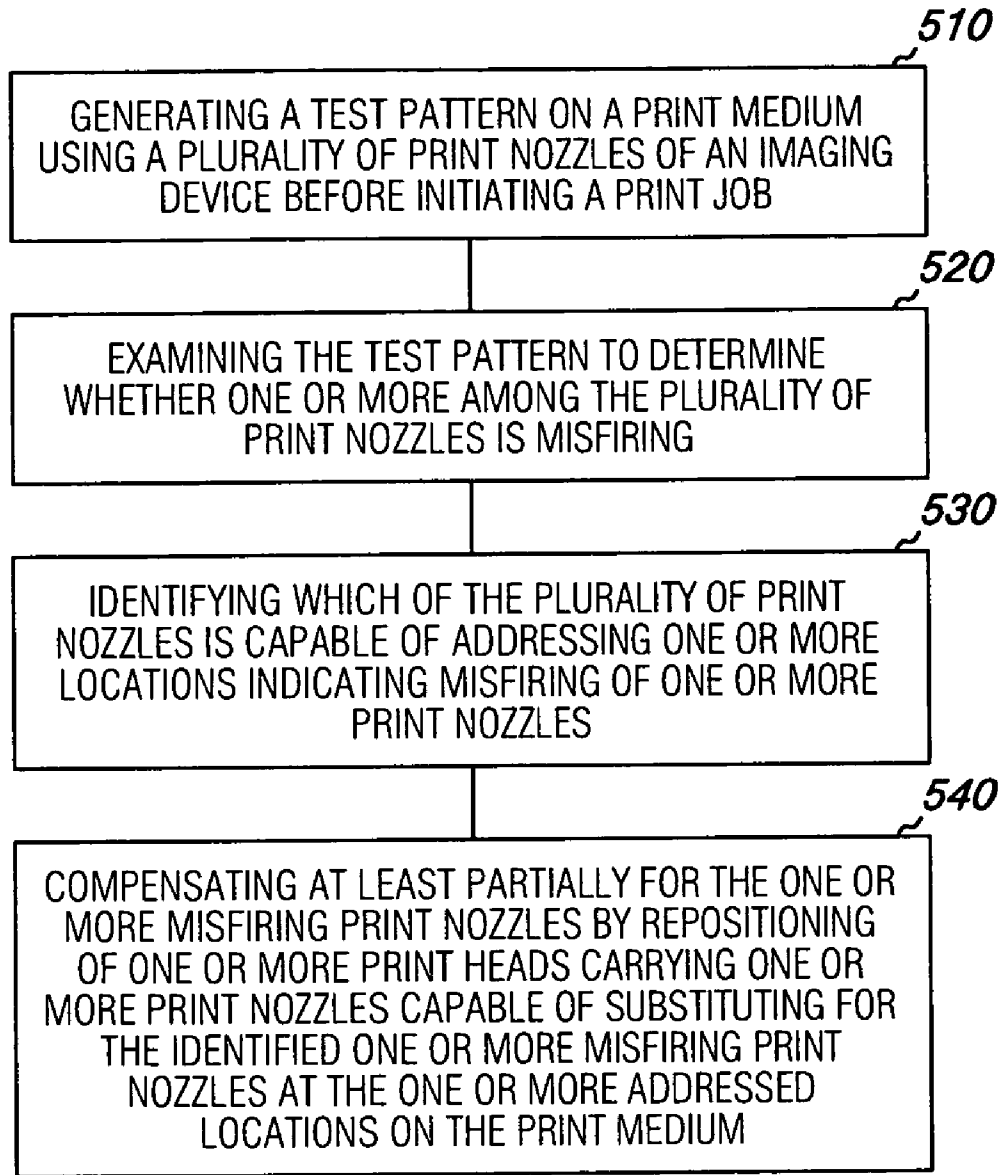 510
GENERATING A TEST PATTERN ON A PRINT MEDIUM
USING A PLURALITY OF PRINT NOZZLES OF AN IMAGING
DEVICE BEFORE INITIATING A PRINT JOB
520
EXAMINING THE TEST PATTERN TO DETERMINE
WHETHER ONE OR MORE AMONG THE PLURALITY OF
PRINT NOZZLES IS MISFIRING
530
IDENTIFYING WHICH OF THE PLURALITY OF PRINT
NOZZLES IS CAPABLE OF ADDRESSING ONE OR MORE
LOCATIONS INDICATING MISFIRING OF ONE OR MORE
PRINT NOZZLES
540
COMPENSATING AT LEAST PARTIALLY FOR THE ONE OR
MORE MISFIRING PRINT NOZZLES BY REPOSITIONING
OF ONE OR MORE PRINT HEADS CARRYING ONE OR
MORE PRINT NOZZLES CAPABLE OF SUBSTITUTING FOR
THE IDENTIFIED ONE OR MORE MISFIRING PRINT
NOZZLES AT THE ONE OR MORE ADDRESSED
LOCATIONS ON THE PRINT MEDIUM